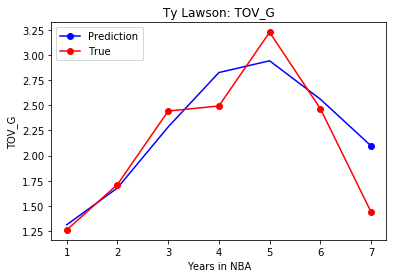 Ty Lawson: TOV_G
Prediction
True
TOV_G
3.25
3.00
2.75
2.50
2.25
2.00
1.75
1.50
1.25
1 2 3 4 5 6 7
Years in NBA